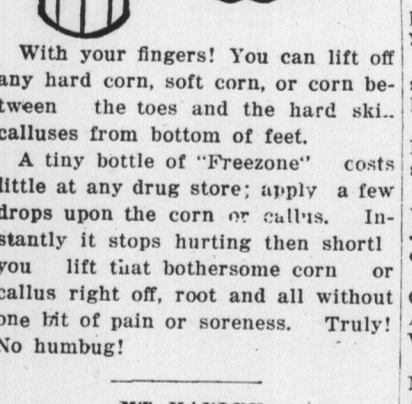 With your fingers! You can lift off
any hard corn, soft corn, or corn be-
tween the toes and the hard ski..
calluses from bottom of feet.
A tiny bottle of "Freezone" costs
little at any drug store; apply a few
drops upon the corn or callus. In-
stantly it stops hurting then shortl
you lift that bothersome corn or
callus right off, root and all without
one bit of pain or soreness. Truly!
No humbug!